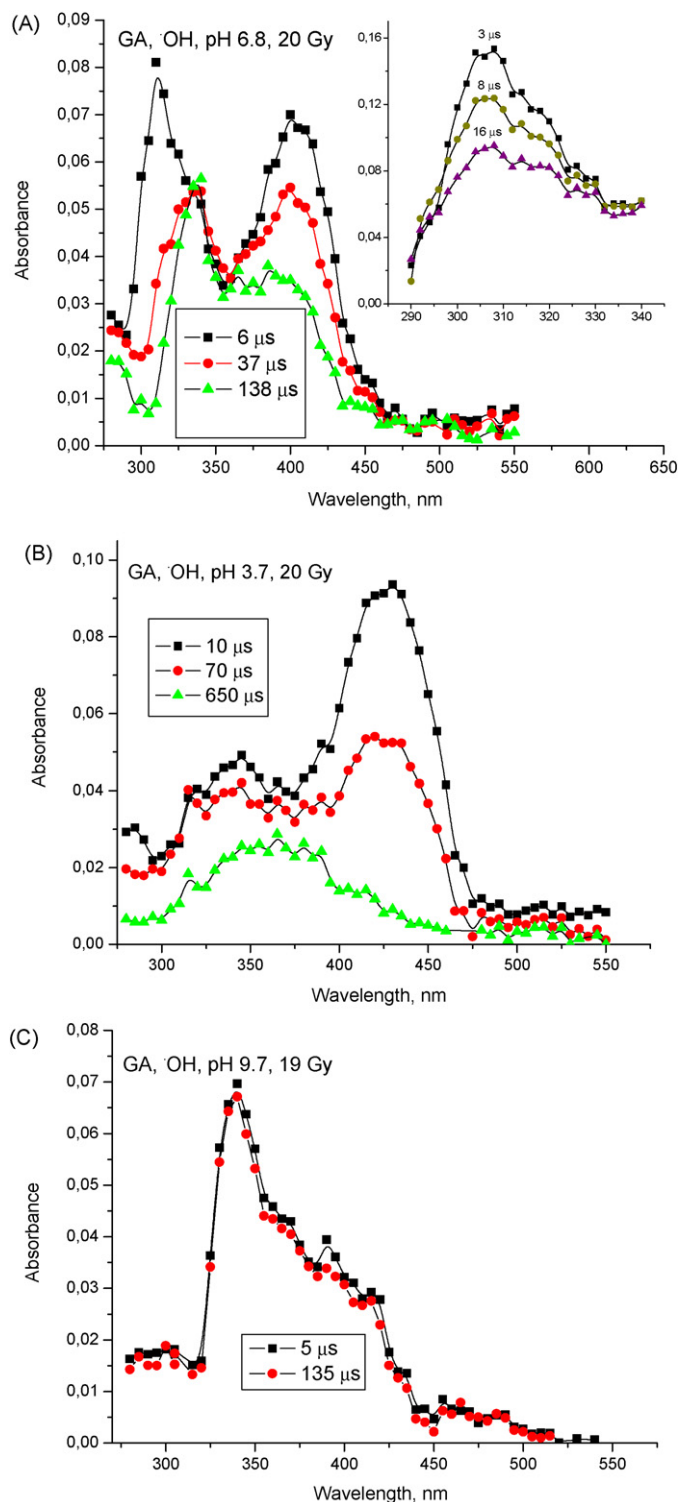 (A)
GA, ·OH, pH 6.8, 20 Gy
0,09
0,08
0,07
0,06
0,05
0,04
0,03
0,02
0,01
0,00
Absorbance
6 μs
37 μs
138 μs
300 350 400 450 500 550 600 650
Wavelength, nm
0,16
0,12
0,08
0,04
0,00
3 μs
8 μs
16 μs
290 300 310 320 330 340
(B)
GA, ·OH, pH 3.7, 20 Gy
0,10
0,08
0,06
0,04
0,02
0,00
Absorbance
10 μs
70 μs
650 μs
300 350 400 450 500 550
Wavelength, nm
(C)
GA, ·OH, pH 9.7, 19 Gy
0,08
0,07
0,06
0,05
0,04
0,03
0,02
0,01
0,00
Absorbance
5 μs
135 μs
300 350 400 450 500 550
Wavelength, nm